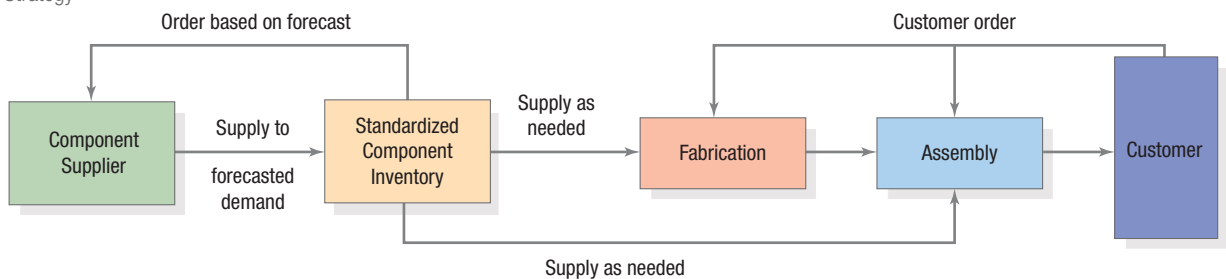 Strategy
Order based on forecast
Customer order
Component
Supplier
Supply to
forecasted
demand
Standardized
Component
Inventory
Supply as
needed
Fabrication
Assembly
Customer
Supply as needed